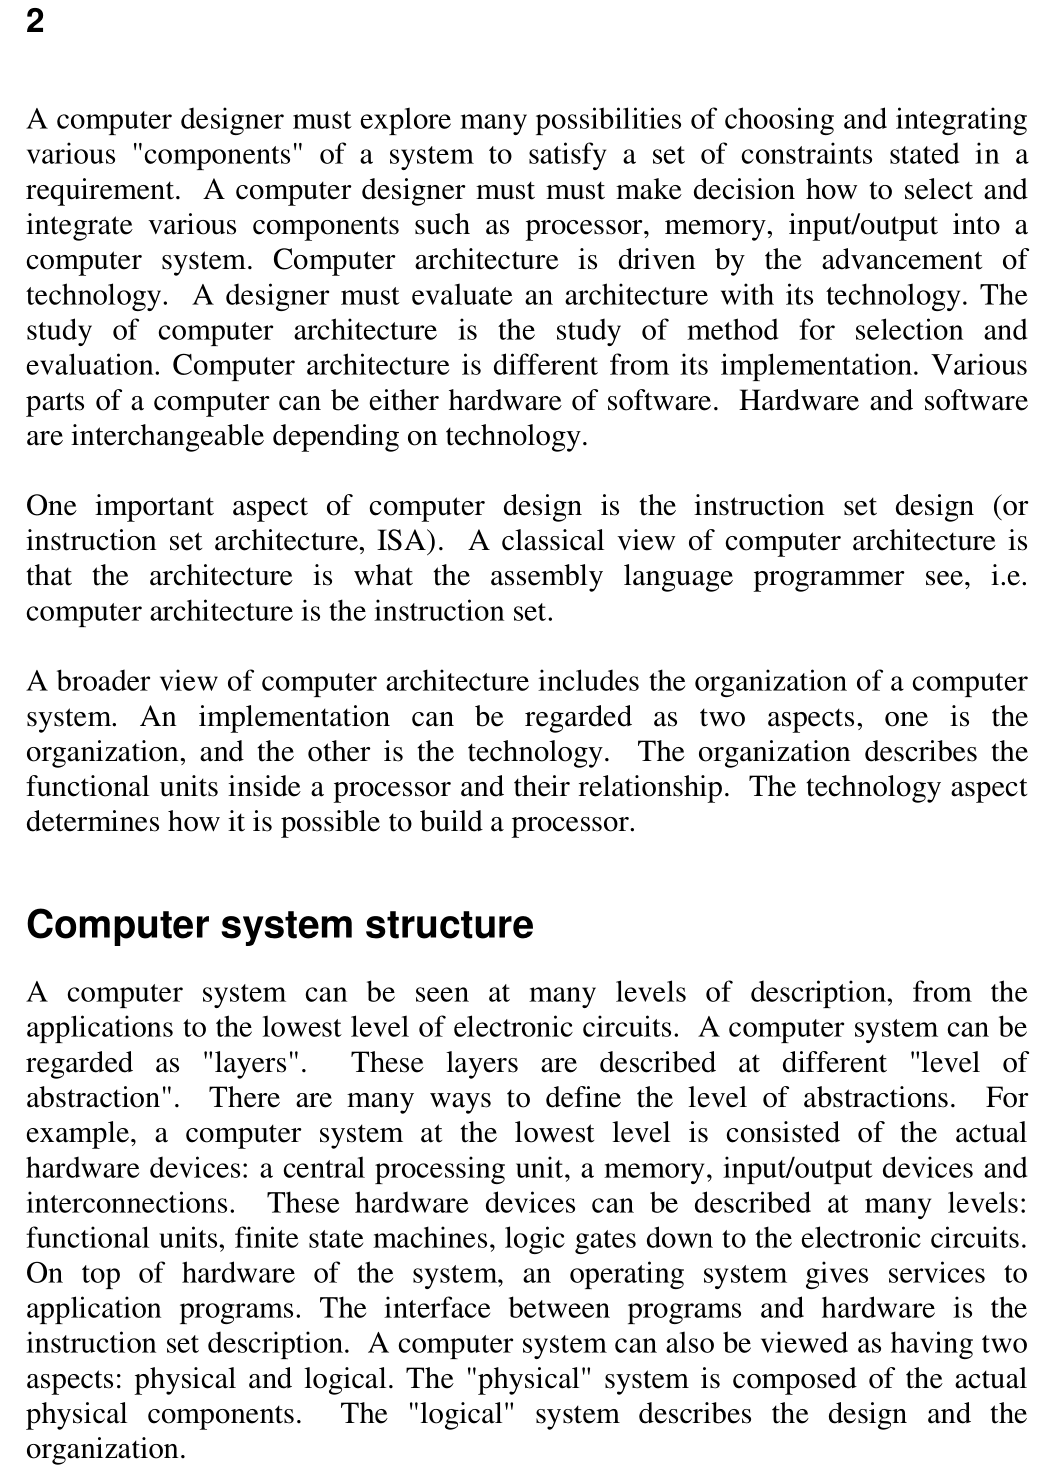 2
A computer designer must explore many possibilities of choosing and integrating
various "components" of a system to satisfy a set of constraints stated in a
requirement.  A computer designer must must make decision how to select and
integrate various components such as processor, memory, input/output into a
computer system. Computer architecture is driven by the advancement of
technology.  A designer must evaluate an architecture with its technology. The
study of computer architecture is the study of method for selection and
evaluation. Computer architecture is different from its implementation. Various
parts of a computer can be either hardware of software.  Hardware and software
are interchangeable depending on technology.
One important aspect of computer design is the instruction set design (or
instruction set architecture, ISA).  A classical view of computer architecture is
that the architecture is what the assembly language programmer see, i.e.
computer architecture is the instruction set.
A broader view of computer architecture includes the organization of a computer
system. An implementation can be regarded as two aspects, one is the
organization, and the other is the technology.  The organization describes the
functional units inside a processor and their relationship.  The technology aspect
determines how it is possible to build a processor.
Computer system structure
A computer system can be seen at many levels of description, from the
applications to the lowest level of electronic circuits.  A computer system can be
regarded as "layers".  These layers are described at different "level of
abstraction".  There are many ways to define the level of abstractions.  For
example, a computer system at the lowest level is consisted of the actual
hardware devices: a central processing unit, a memory, input/output devices and
interconnections.  These hardware devices can be described at many levels:
functional units, finite state machines, logic gates down to the electronic circuits.
On top of hardware of the system, an operating system gives services to
application programs. The interface between programs and hardware is the
instruction set description.  A computer system can also be viewed as having two
aspects: physical and logical. The "physical" system is composed of the actual
physical components.  The "logical" system describes the design and the
organization.